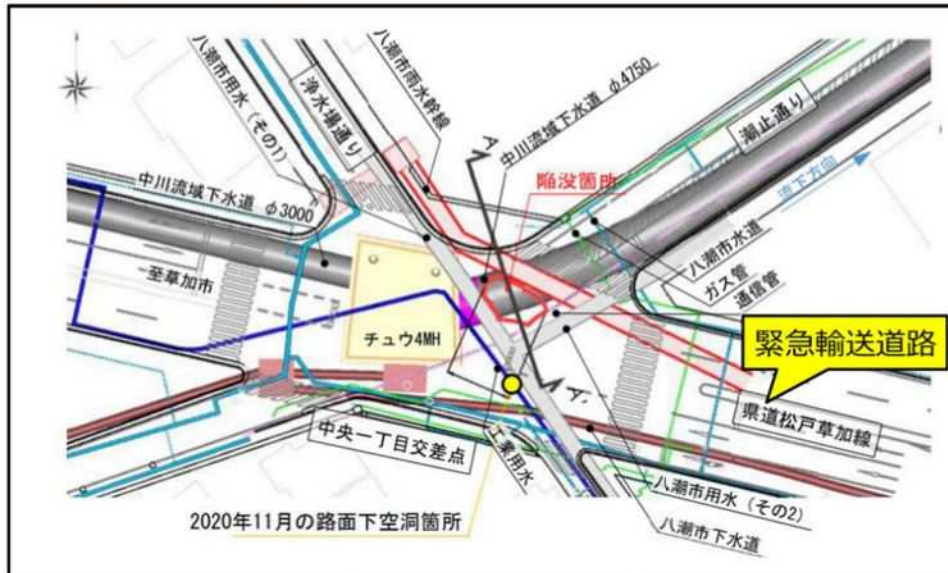 八潮市用水（その1）
浄水場通り
八潮市雨水幹線
中川流域下水道 φ4750
潮止通り
A
陥没箇所
流下方向
中川流域下水道 φ3000
八潮市水道
ガス管
通信管
至草加市
チュウ4MH
緊急輸送道路
A'
県道松戸草加線
中央一丁目交差点
工業用水
八潮市用水（その2）
八潮市下水道
2020年11月の路面下空洞箇所